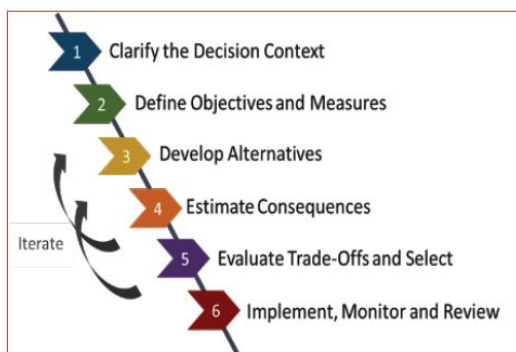 1 Clarify the Decision Context
2 Define Objectives and Measures
3 Develop Alternatives
4 Estimate Consequences
Iterate
5 Evaluate Trade-Offs and Select
6 Implement, Monitor and Review